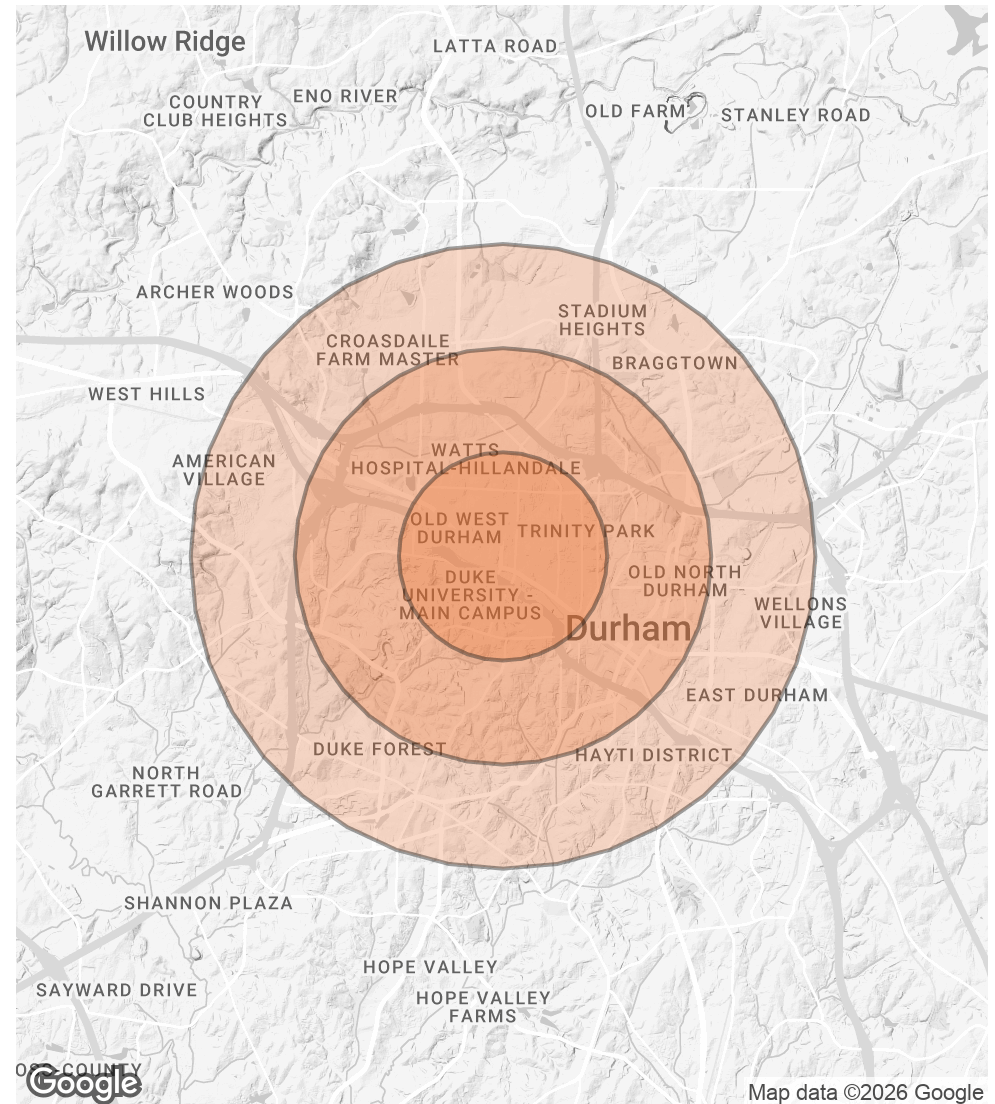 Willow Ridge
LATTA ROAD
COUNTRY
CLUB HEIGHTS
ENO RIVER
OLD FARM
STANLEY ROAD
ARCHER WOODS
STADIUM
HEIGHTS
CROASDAILE
FARM MASTER
BRAGGTOWN
WEST HILLS
WATTS
HOSPITAL-HILLANDALE
AMERICAN
VILLAGE
OLD WEST
DURHAM
TRINITY PARK
DUKE
UNIVERSITY -
MAIN CAMPUS
OLD NORTH
DURHAM
WELLONS
VILLAGE
Durham
EAST DURHAM
DUKE FOREST
HAYTI DISTRICT
NORTH
GARRETT ROAD
SHANNON PLAZA
HOPE VALLEY
SAYWARD DRIVE
HOPE VALLEY
FARMS
COUNTY
Google
Map data ©2026 Google